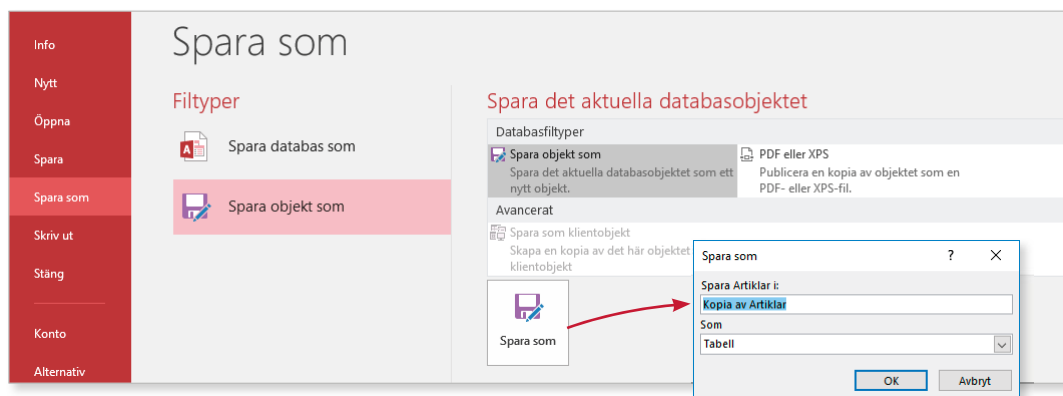 Info
Nytt
Öppna
Spara
Spara som
Skriv ut
Stäng
Konto
Alternativ
Spara som
Filtyper
Spara databas som
Spara objekt som
Spara det aktuella databasobjektet
Databasfiltyper
Spara objekt som
Spara det aktuella databasobjektet som ett
nytt objekt.
PDF eller XPS
Publicera en kopia av objektet som en
PDF- eller XPS-fil.
Avancerat
Spara som klientobjekt
Skapa en kopia av det här objektet
klientobjekt
Spara som
Spara som
?
Spara Artiklar i:
Kopia av Artiklar
Som
Tabell
OK
Avbryt